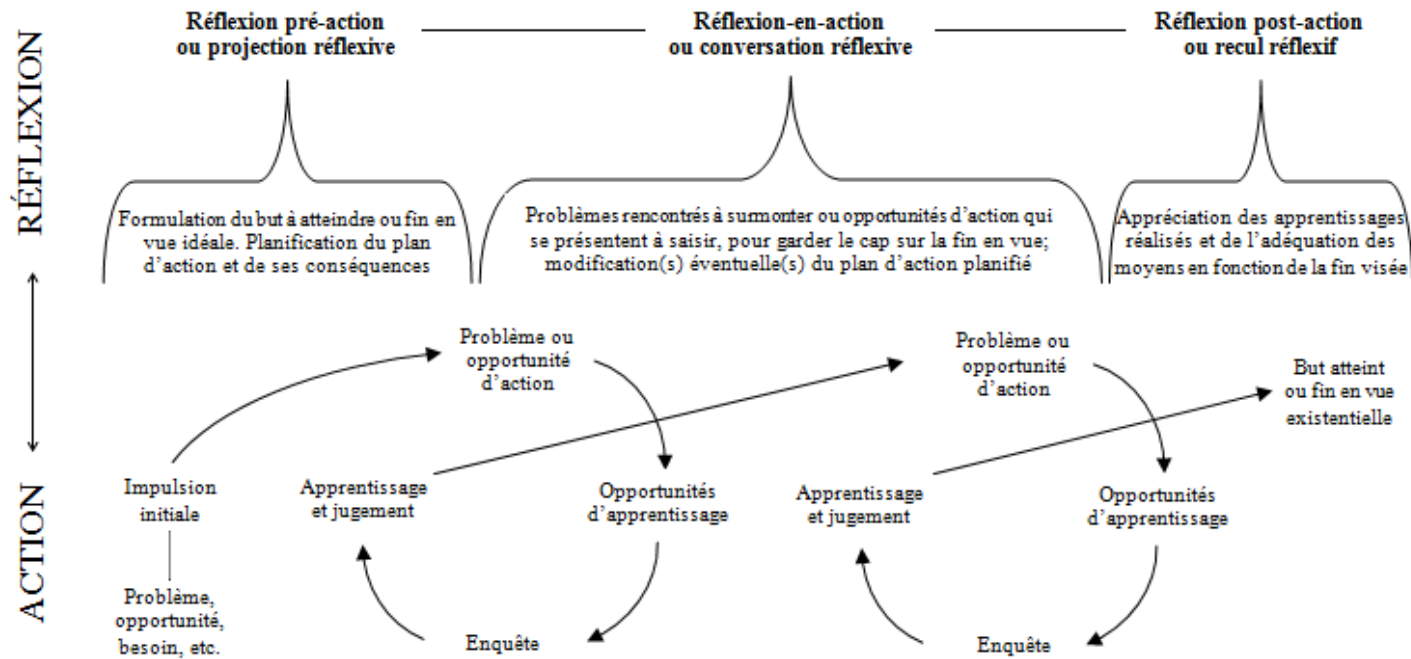 RÉFLEXION
ACTION
Réflexion pré-action
ou projection réflexive
Réflexion-en-action
ou conversation réflexive
Réflexion post-action
ou recul réflexif
Formulation du but à atteindre ou fin en
vue idéale. Planification du plan
d'action et de ses conséquences
Problèmes rencontrés à surmonter ou opportunités d'action qui
se présentent à saisir, pour garder le cap sur la fin en vue;
modification(s) éventuelle(s) du plan d'action planifié
Appréciation des apprentissages
réalisés et de l'adéquation des
moyens en fonction de la fin visée
Problème ou
opportunité
d'action
Problème ou
opportunité
d'action
But atteint
ou fin en vue
existentielle
Impulsion
initiale
Apprentissage
et jugement
Opportunités
d'apprentissage
Apprentissage
et jugement
Opportunités
d'apprentissage
Problème,
opportunité,
besoin, etc.
Enquête
Enquête